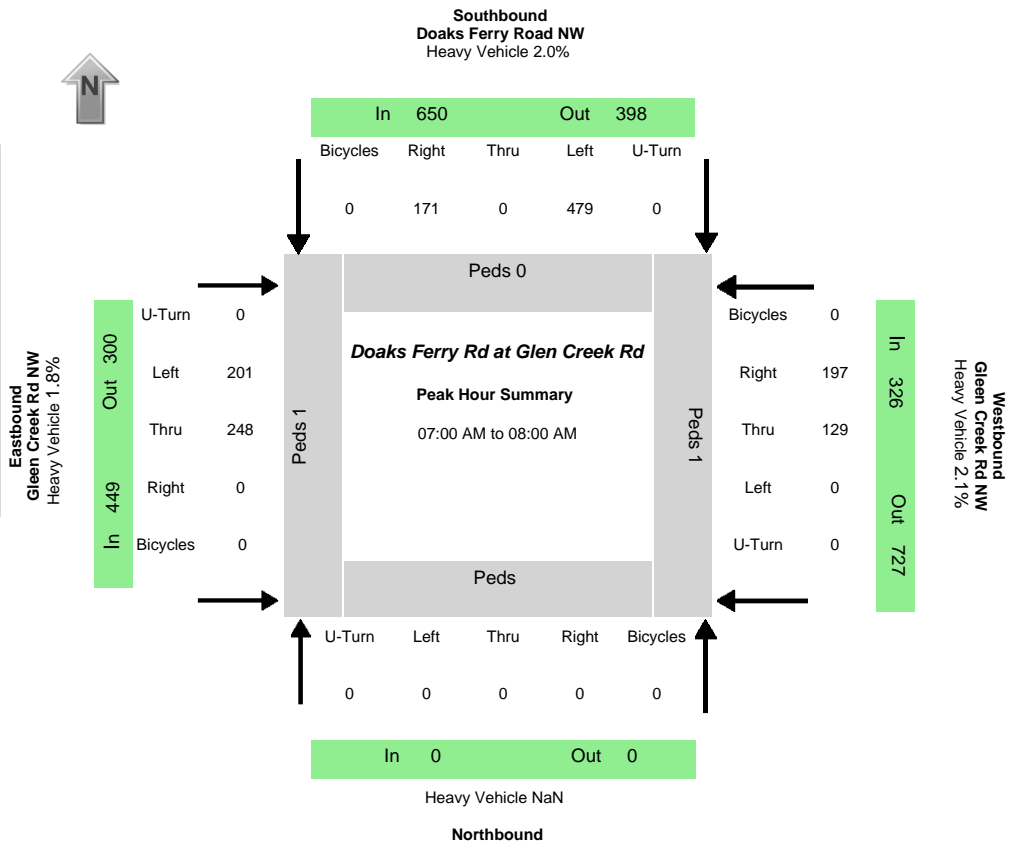 Southbound
Doaks Ferry Road NW
Heavy Vehicle 2.0%
N
In 650 Out 398
Bicycles Right Thru Left U-Turn
0 171 0 479 0
Peds 0
Eastbound
Gleen Creek Rd NW
Heavy Vehicle 1.8%
In 449 Out 300
U-Turn 0
Left 201
Thru 248
Right 0
Bicycles 0
Peds 1
Doaks Ferry Rd at Glen Creek Rd
Peak Hour Summary
07:00 AM to 08:00 AM
Peds 1
Bicycles 0
Right 197
Thru 129
Left 0
U-Turn 0
In 326 Out 727
Westbound
Gleen Creek Rd NW
Heavy Vehicle 2.1%
Peds
U-Turn Left Thru Right Bicycles
0 0 0 0 0
In 0 Out 0
Heavy Vehicle NaN
Northbound